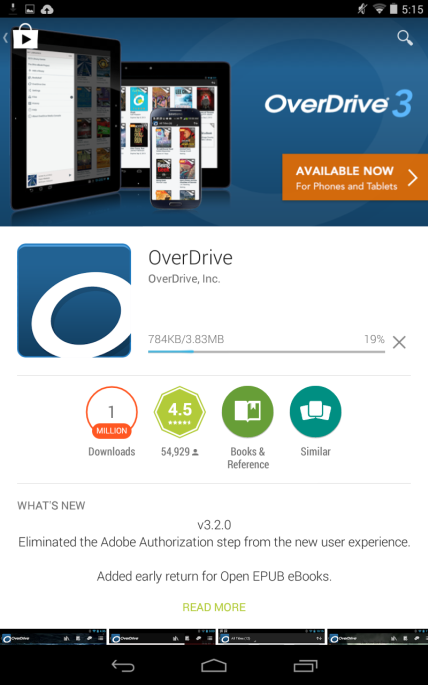 5:15
OverDrive 3
AVAILABLE NOW
For Phones and Tablets
OverDrive
OverDrive, Inc.
784KB/3.83MB 19%
1
MILLION
4.5
Downloads
54,929
Books &
Reference
Similar
WHAT'S NEW
v3.2.0
Eliminated the Adobe Authorization step from the new user experience.
Added early return for Open EPUB eBooks.
READ MORE
OverDrive
OverDrive